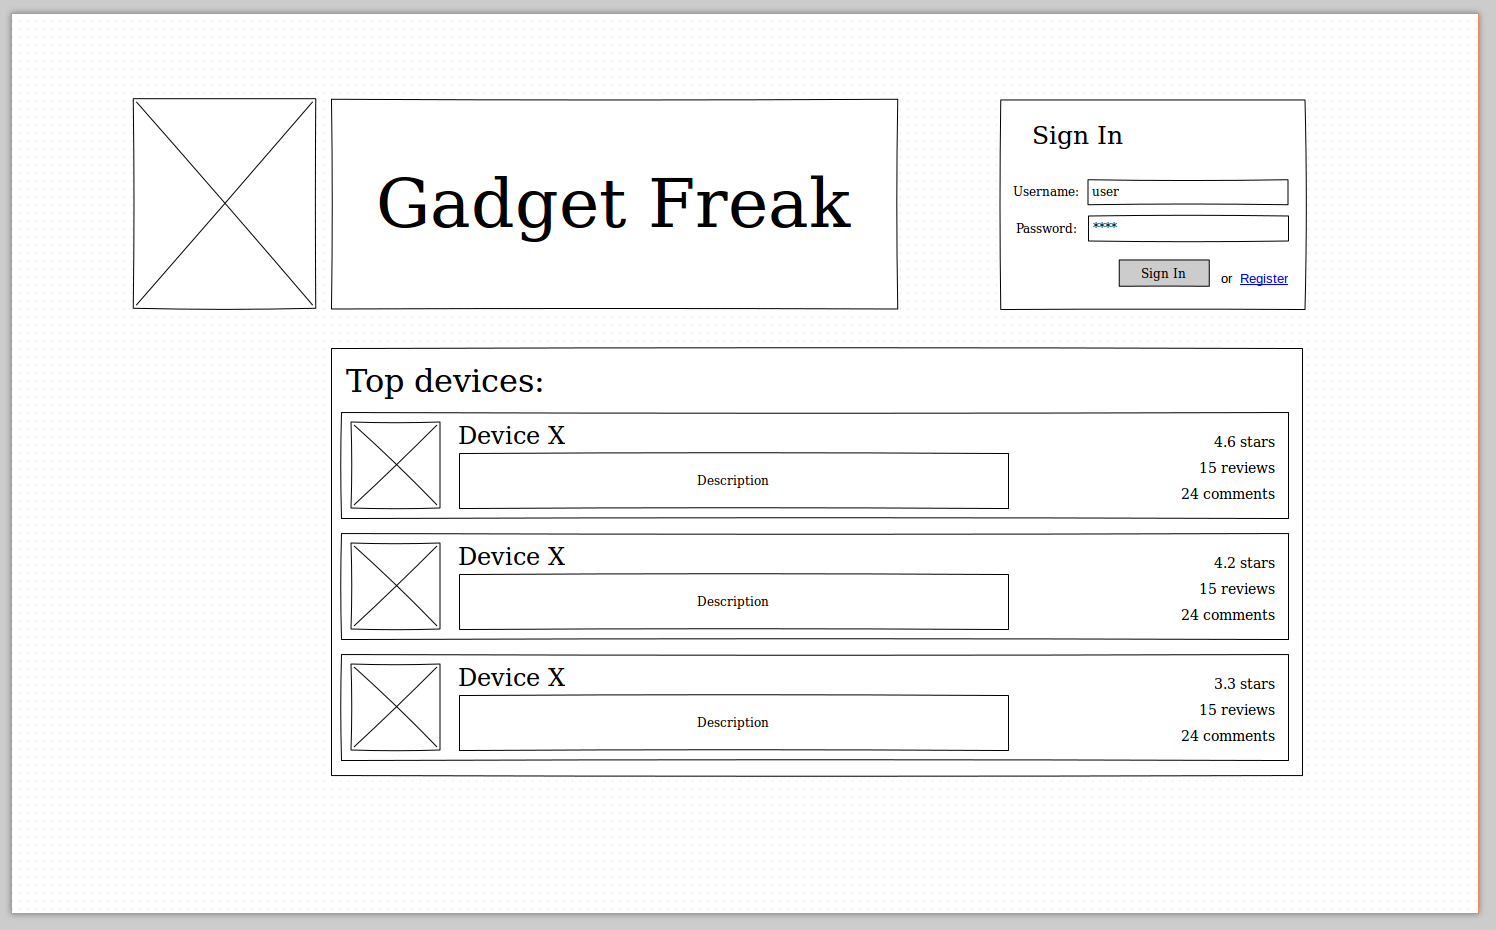 Gadget Freak
Sign In
Username: user
Password: ****
Sign In or Register
Top devices:
Device X
Description
4.6 stars
15 reviews
24 comments
Device X
Description
4.2 stars
15 reviews
24 comments
Device X
Description
3.3 stars
15 reviews
24 comments